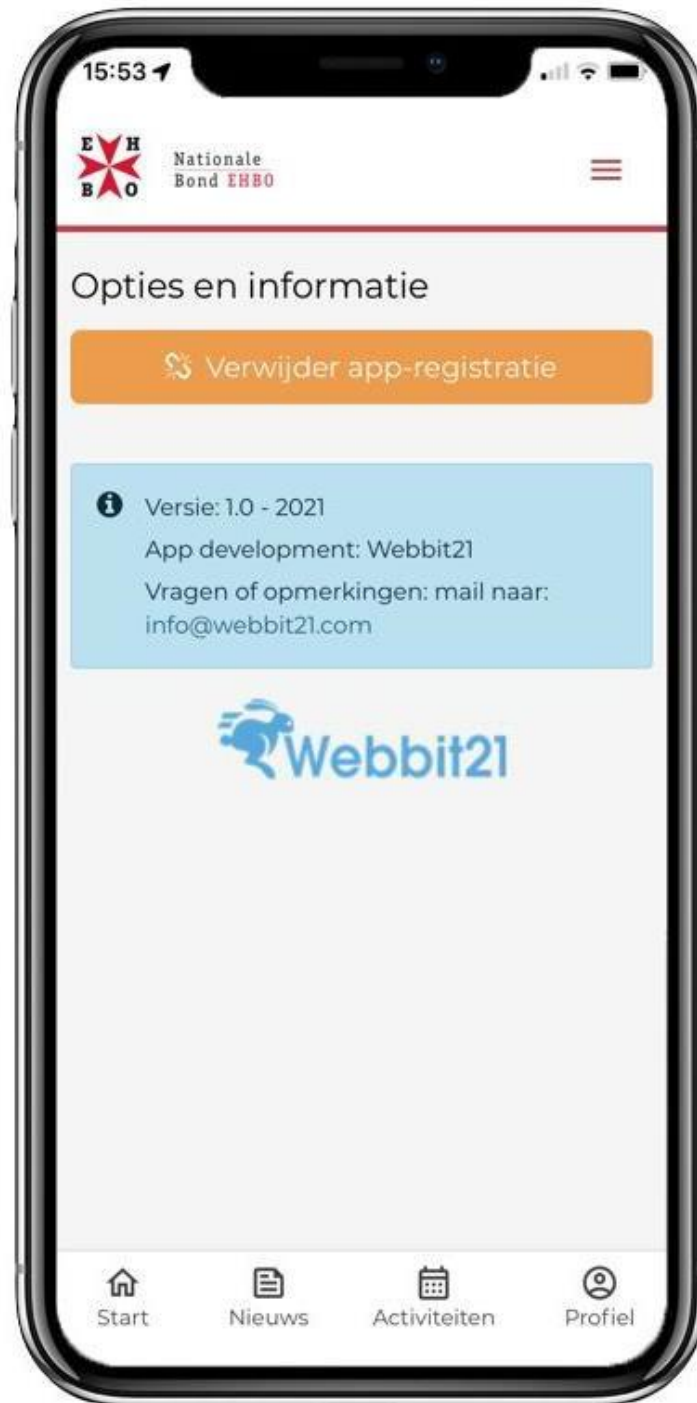 15:53
E H
B O
Nationale
Bond EHBO
Opties en informatie
Verwijder app-registratie
Versie: 1.0 - 2021
App development: Webbit21
Vragen of opmerkingen: mail naar:
info@webbit21.com
Webbit21
Start Nieuws Activiteiten Profiel